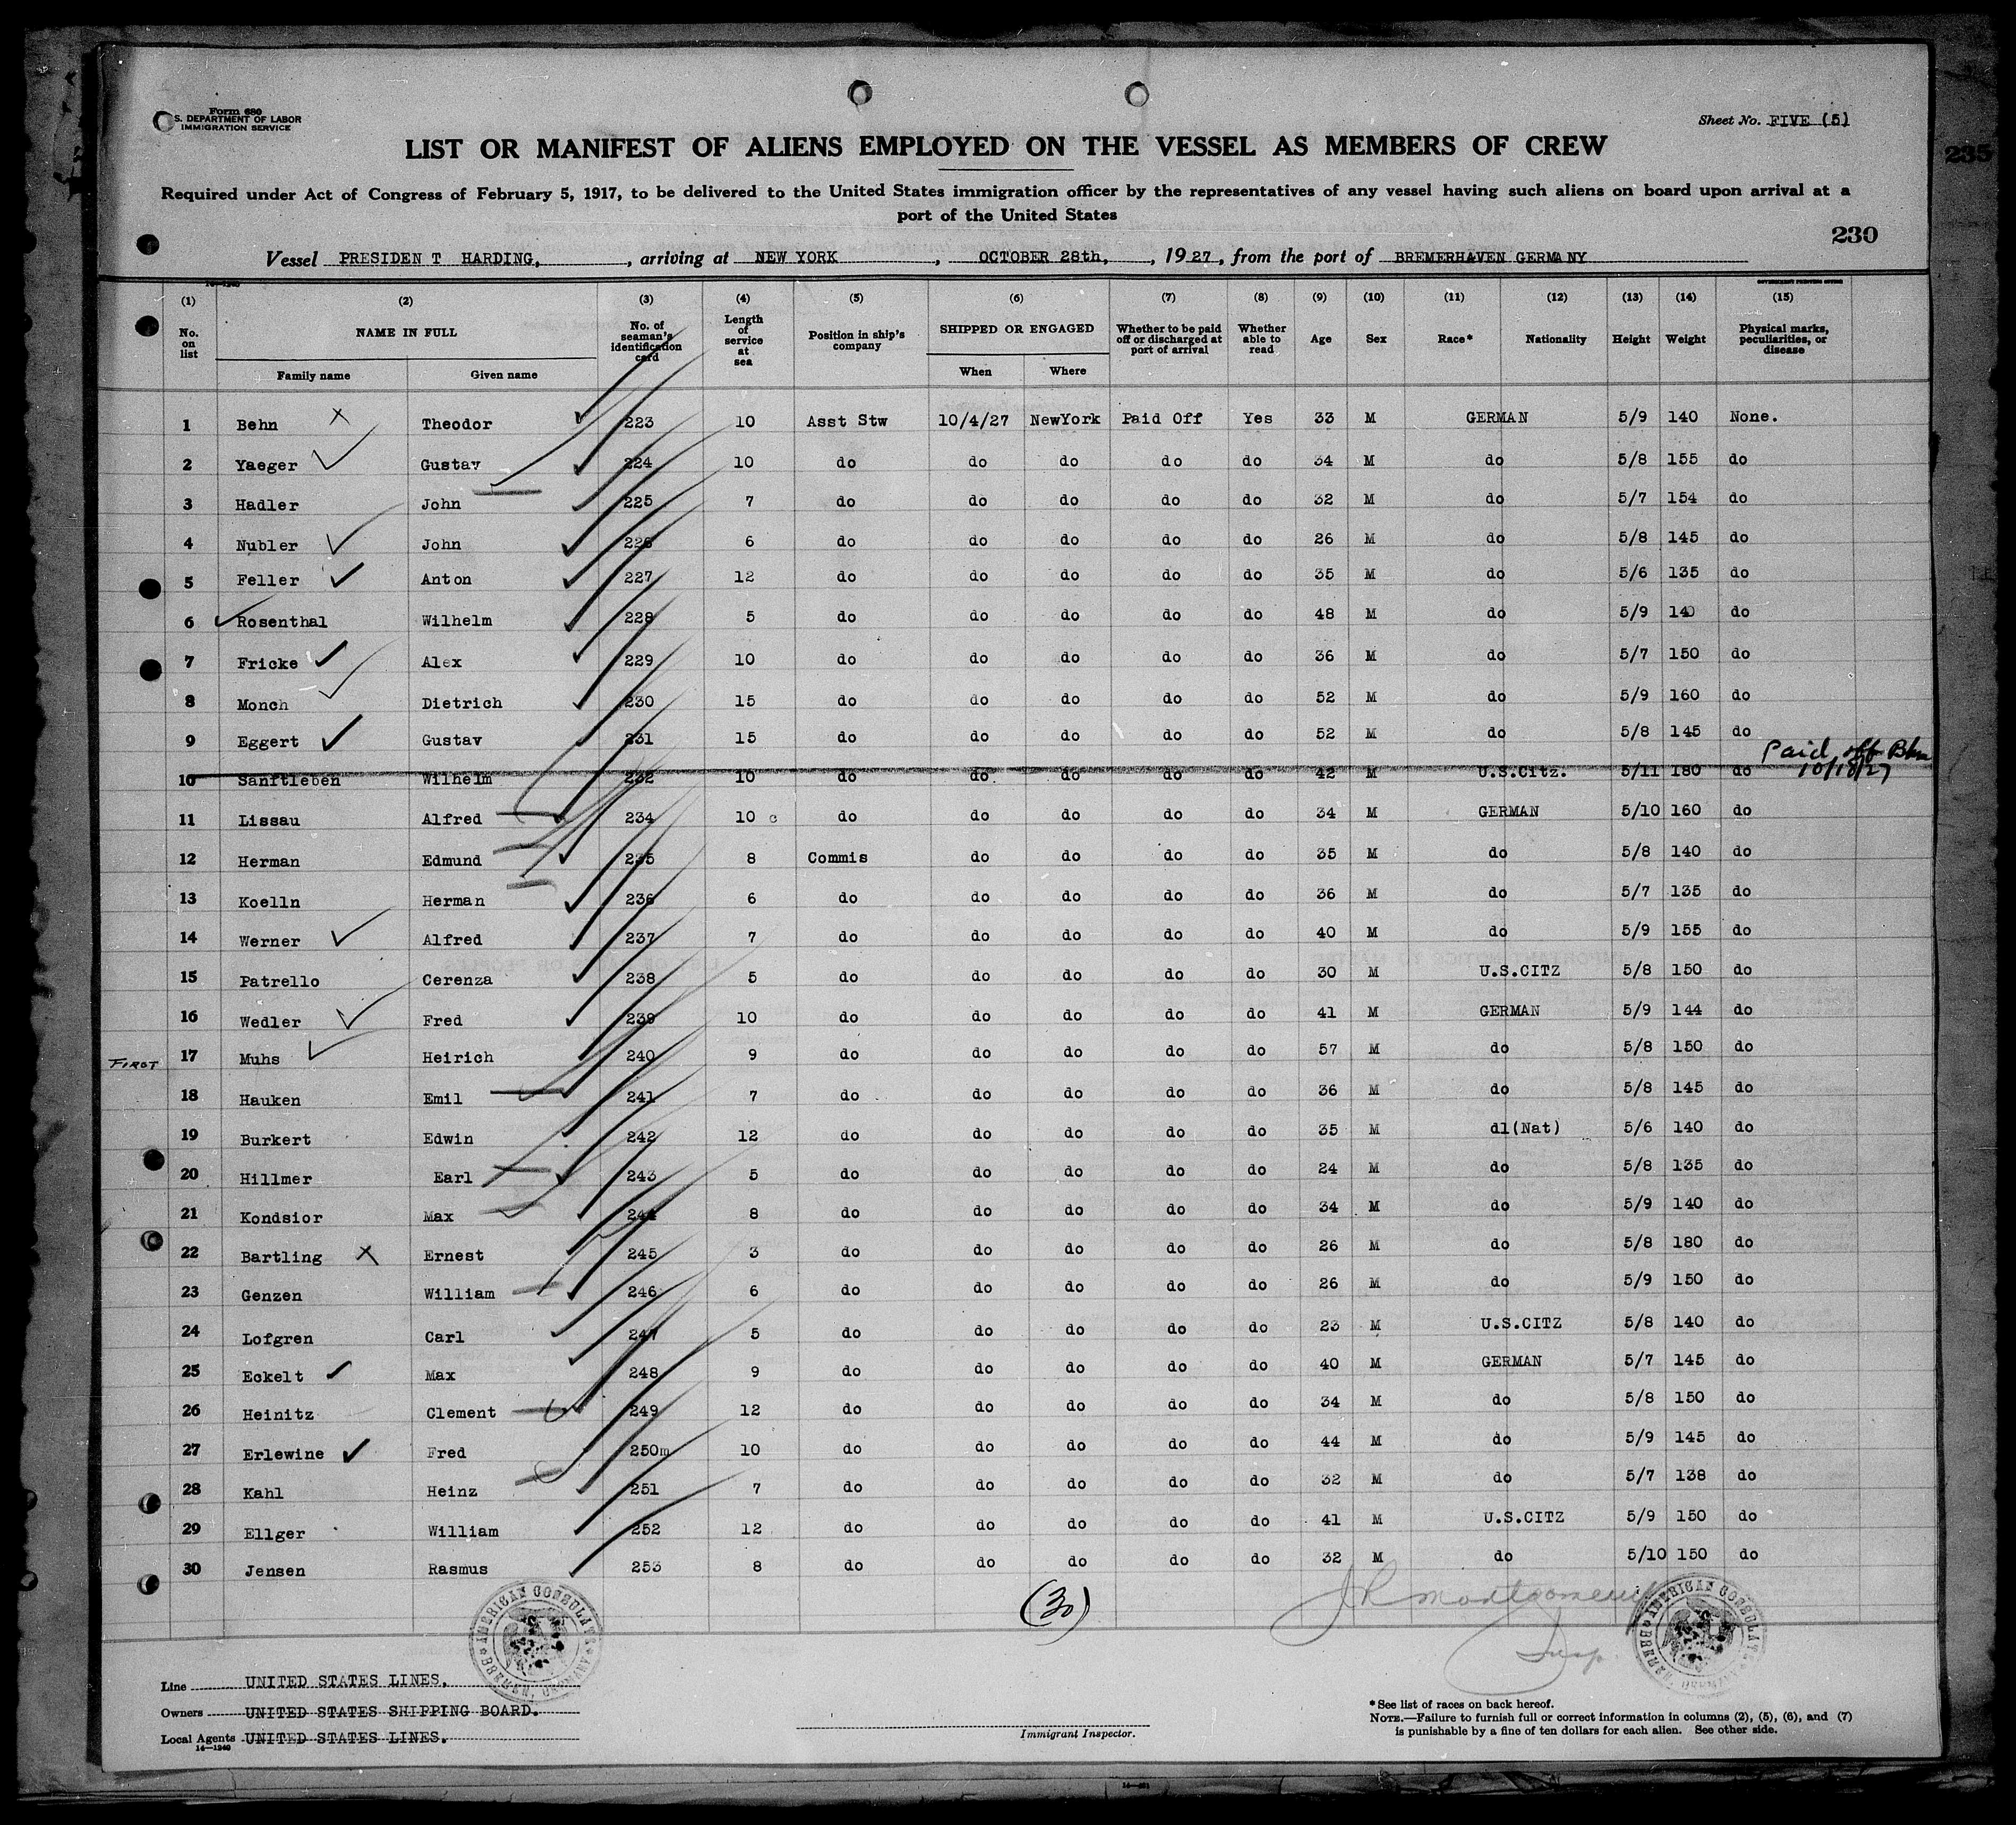 Form 680
S. DEPARTMENT OF LABOR
IMMIGRATION SERVICE
Sheet No. FIVE (5)
LIST OR MANIFEST OF ALIENS EMPLOYED ON THE VESSEL AS MEMBERS OF CREW
235
Required under Act of Congress of February 5, 1917, to be delivered to the United States immigration officer by the representatives of any vessel having such aliens on board upon arrival at a
port of the United States
230
Vessel PRESIDEN T HARDING, , arriving at NEW YORK , OCTOBER 28th, , 1927, from the port of BREMERHAVEN GERMANY
14-1240
GOVERNMENT PRINTING OFFICE
(1) (2) (3) (4) (5) (6) (7) (8) (9) (10) (11) (12) (13) (14) (15)
No. on list NAME IN FULL No. of seaman's identification card Length of service at sea Position in ship's company SHIPPED OR ENGAGED Whether to be paid off or discharged at port of arrival Whether able to read Age Sex Race* Nationality Height Weight Physical marks, peculiarities, or disease
Family name Given name When Where
1 Behn X Theodor 223 10 Asst Stw 10/4/27 NewYork Paid Off Yes 33 M GERMAN 5/9 140 None.
2 Yaeger Gustav 224 10 do do do do do 34 M do 5/8 155 do
3 Hadler John 225 7 do do do do do 32 M do 5/7 154 do
4 Nubler John 226 6 do do do do do 26 M do 5/8 145 do
5 Feller Anton 227 12 do do do do do 35 M do 5/6 135 do
6 Rosenthal Wilhelm 228 5 do do do do do 48 M do 5/9 140 do
7 Fricke Alex 229 10 do do do do do 36 M do 5/7 150 do
8 Monch Dietrich 230 15 do do do do do 52 M do 5/9 160 do
9 Eggert Gustav 231 15 do do do do do 52 M do 5/8 145 do
Paid off Bhn
10 Sanftleben Wilhelm 232 10 do do do do do 42 M U.S.Citz. 5/11 180 do 10/18/27
11 Lissau Alfred 234 10 c do do do do do 34 M GERMAN 5/10 160 do
12 Herman Edmund 235 8 Commis do do do do 35 M do 5/8 140 do
13 Koelln Herman 236 6 do do do do do 36 M do 5/7 135 do
14 Werner Alfred 237 7 do do do do do 40 M do 5/9 155 do
15 Patrello Cerenza 238 5 do do do do do 30 M U.S.CITZ 5/8 150 do
16 Wedler Fred 239 10 do do do do do 41 M GERMAN 5/9 144 do
FIRST 17 Muhs Heirich 240 9 do do do do do 57 M do 5/8 150 do
18 Hauken Emil 241 7 do do do do do 36 M do 5/8 145 do
19 Burkert Edwin 242 12 do do do do do 35 M dl(Nat) 5/6 140 do
20 Hillmer Earl 243 5 do do do do do 24 M do 5/8 135 do
21 Kondsior Max 244 8 do do do do do 34 M do 5/9 140 do
22 Bartling X Ernest 245 3 do do do do do 26 M do 5/8 180 do
23 Genzen William 246 6 do do do do do 26 M do 5/9 150 do
24 Lofgren Carl 247 5 do do do do do 23 M U.S.CITZ 5/8 140 do
25 Eckelt Max 248 9 do do do do do 40 M GERMAN 5/7 145 do
26 Heinitz Clement 249 12 do do do do do 34 M do 5/8 150 do
27 Erlewine Fred 250m 10 do do do do do 44 M do 5/9 145 do
28 Kahl Heinz 251 7 do do do do do 32 M do 5/7 138 do
29 Ellger William 252 12 do do do do do 41 M U.S.CITZ 5/9 150 do
30 Jensen Rasmus 253 8 do do do do do 32 M do 5/10 150 do
(30)
J R Montgomery
Insp.
AMERICAN CONSULATE BREMEN, GERMANY
AMERICAN CONSULATE BREMEN, GERMANY
Line UNITED STATES LINES.
Owners UNITED STATES SHIPPING BOARD.
Local Agents UNITED STATES LINES.
14-1240
Immigrant Inspector.
* See list of races on back hereof.
NOTE.—Failure to furnish full or correct information in columns (2), (5), (6), and (7)
is punishable by a fine of ten dollars for each alien. See other side.